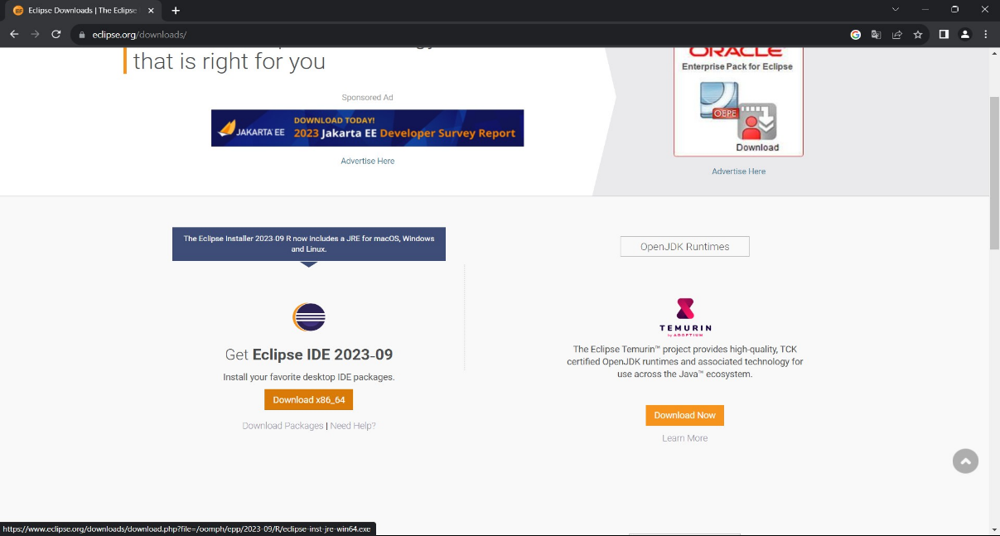 Eclipse Downloads | The Eclipse
eclipse.org/downloads/
that is right for you
Sponsored Ad
JAKARTA EE
DOWNLOAD TODAY!
2023 Jakarta EE Developer Survey Report
Advertise Here
ORACLE
Enterprise Pack for Eclipse
OEPE
Download
Advertise Here
The Eclipse Installer 2023-09 R now includes a JRE for macOS, Windows
and Linux.
Get Eclipse IDE 2023-09
Install your favorite desktop IDE packages.
Download x86_64
Download Packages | Need Help?
OpenJDK Runtimes
TEMURIN
by ADOPTIUM
The Eclipse Temurin™ project provides high-quality, TCK
certified OpenJDK runtimes and associated technology for
use across the Java™ ecosystem.
Download Now
Learn More
https://www.eclipse.org/downloads/download.php?file=/oomph/epp/2023-09/R/eclipse-inst-jre-win64.exe